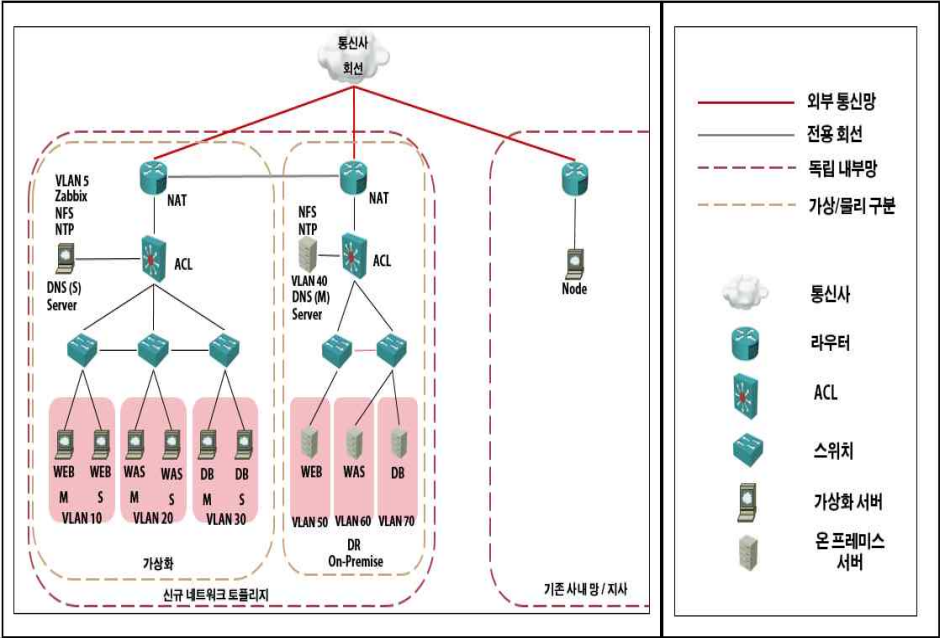 통신사
회선
VLAN 5
Zabbix
NFS
NTP
NAT
ACL
DNS (S)
Server
NAT
NFS
NTP
ACL
VLAN 40
DNS (M)
Server
Node
WEB
WEB
WAS
WAS
DB
DB
M
S
M
S
M
S
VLAN 10
VLAN 20
VLAN 30
WEB
WAS
DB
VLAN 50
VLAN 60
VLAN 70
DR
On-Premise
가상화
신규 네트워크 토폴리지
기존 사내 망 / 지사
외부 통신망
전용 회선
독립 내부망
가상/물리 구분
통신사
라우터
ACL
스위치
가상화 서버
온 프레미스
서버